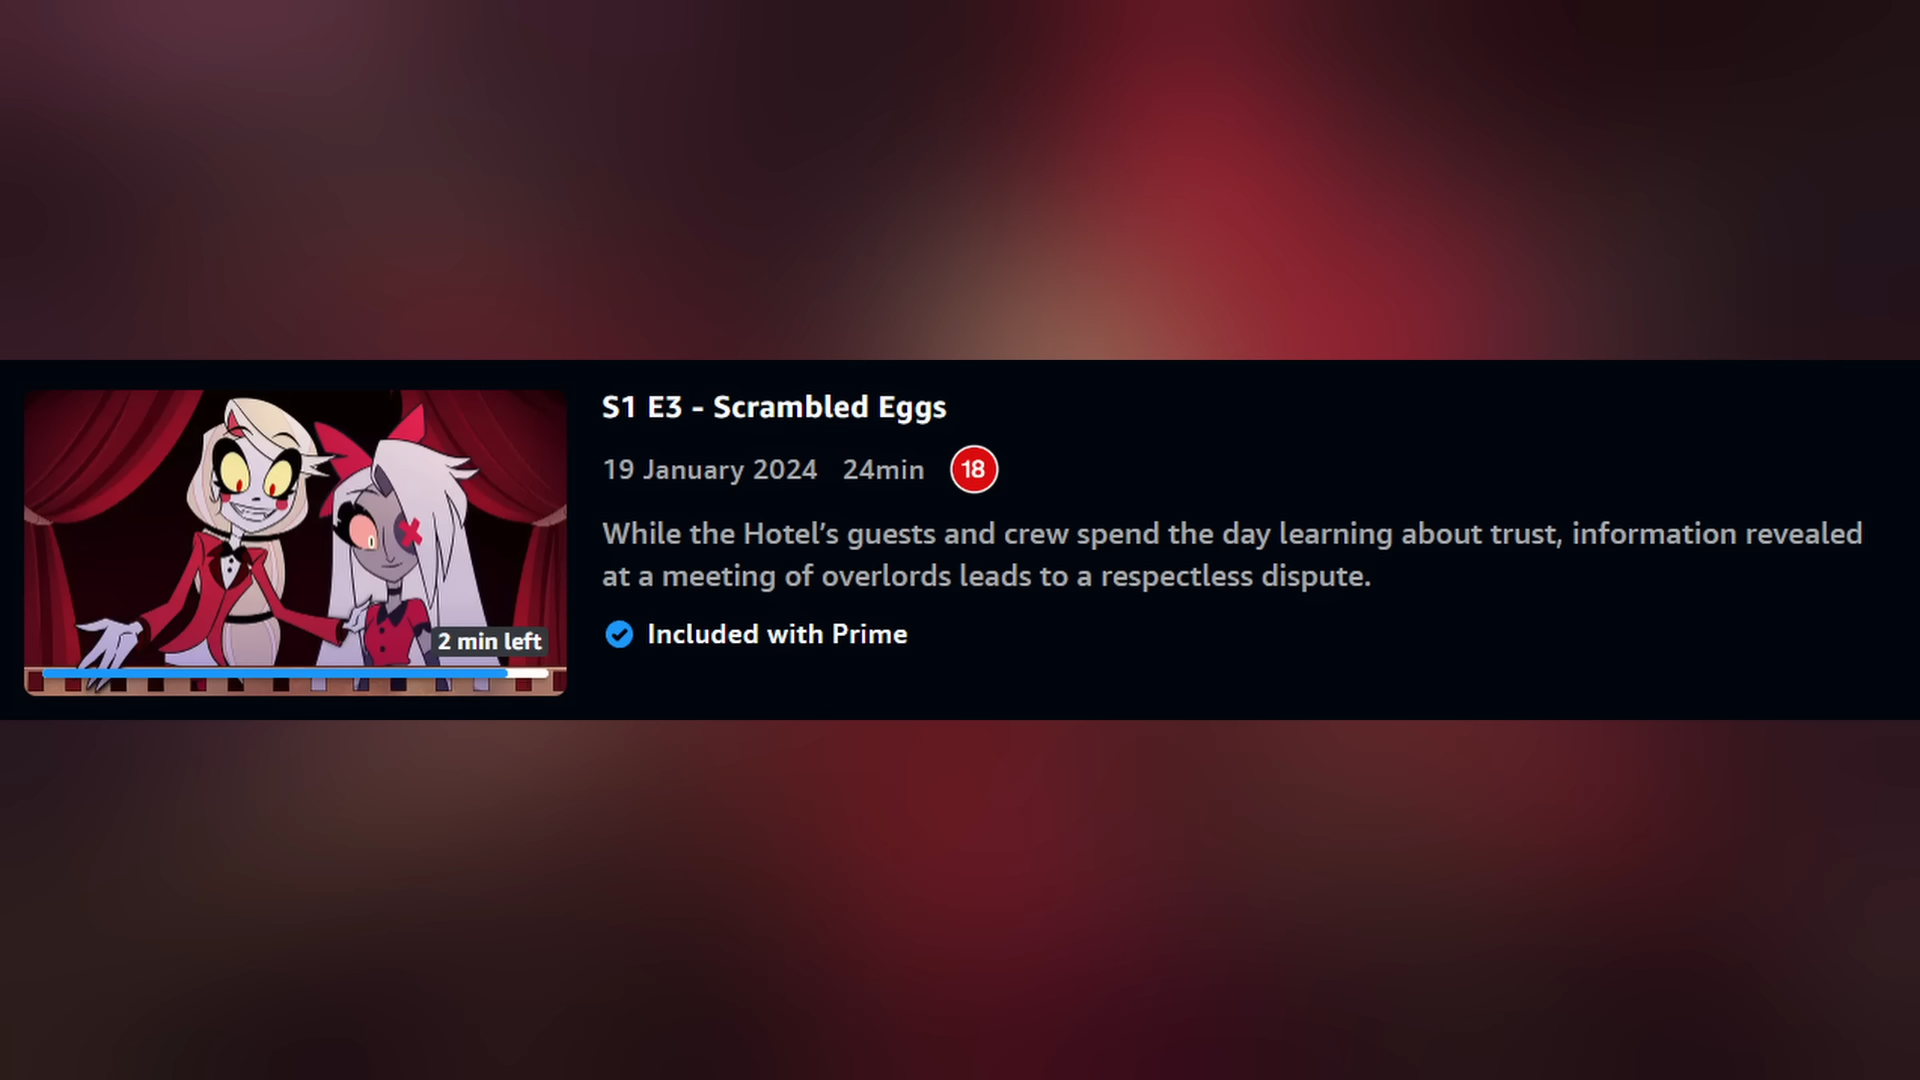 S1 E3 - Scrambled Eggs
19 January 2024 24min 18
While the Hotel’s guests and crew spend the day learning about trust, information revealed
at a meeting of overlords leads to a respectless dispute.
2 min left
Included with Prime